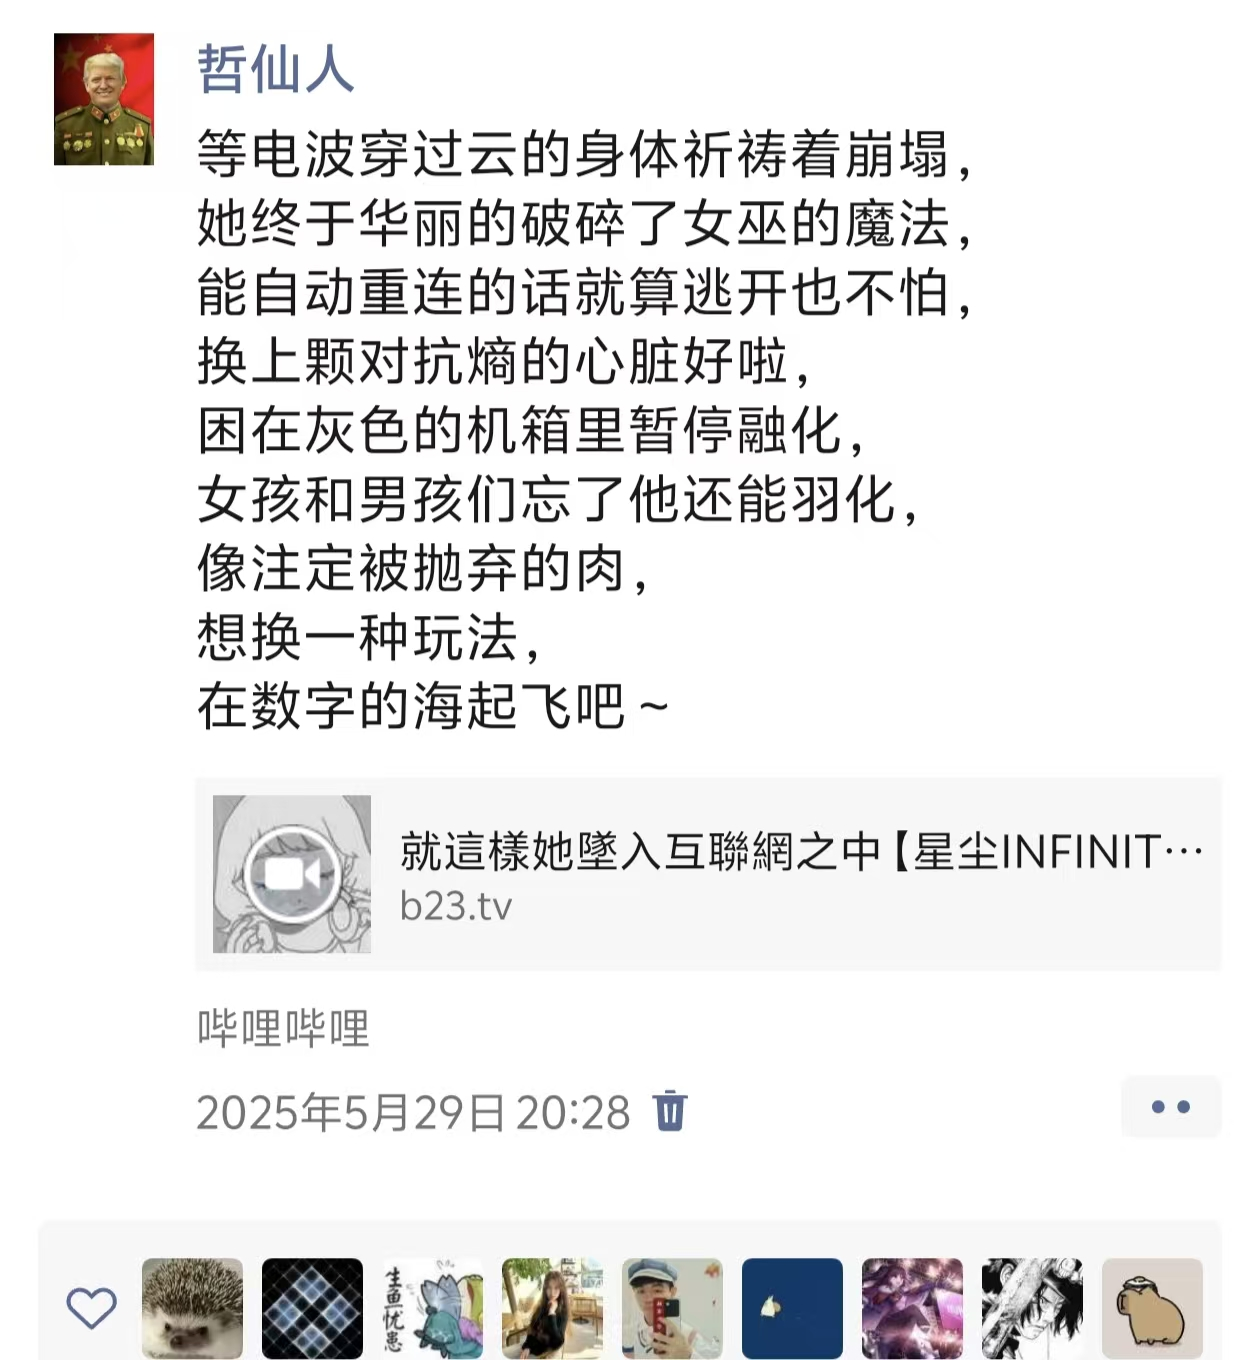 哲仙人
等电波穿过云的身体祈祷着崩塌，
她终于华丽的破碎了女巫的魔法，
能自动重连的话就算逃开也不怕，
换上颗对抗熵的心脏好啦，
困在灰色的机箱里暂停融化，
女孩和男孩们忘了他还能羽化，
像注定被抛弃的肉，
想换一种玩法，
在数字的海起飞吧～
就這樣她墜入互聯網之中【星尘INFINIT…
b23.tv
哔哩哔哩
2025年5月29日 20:28
生鱼忧患